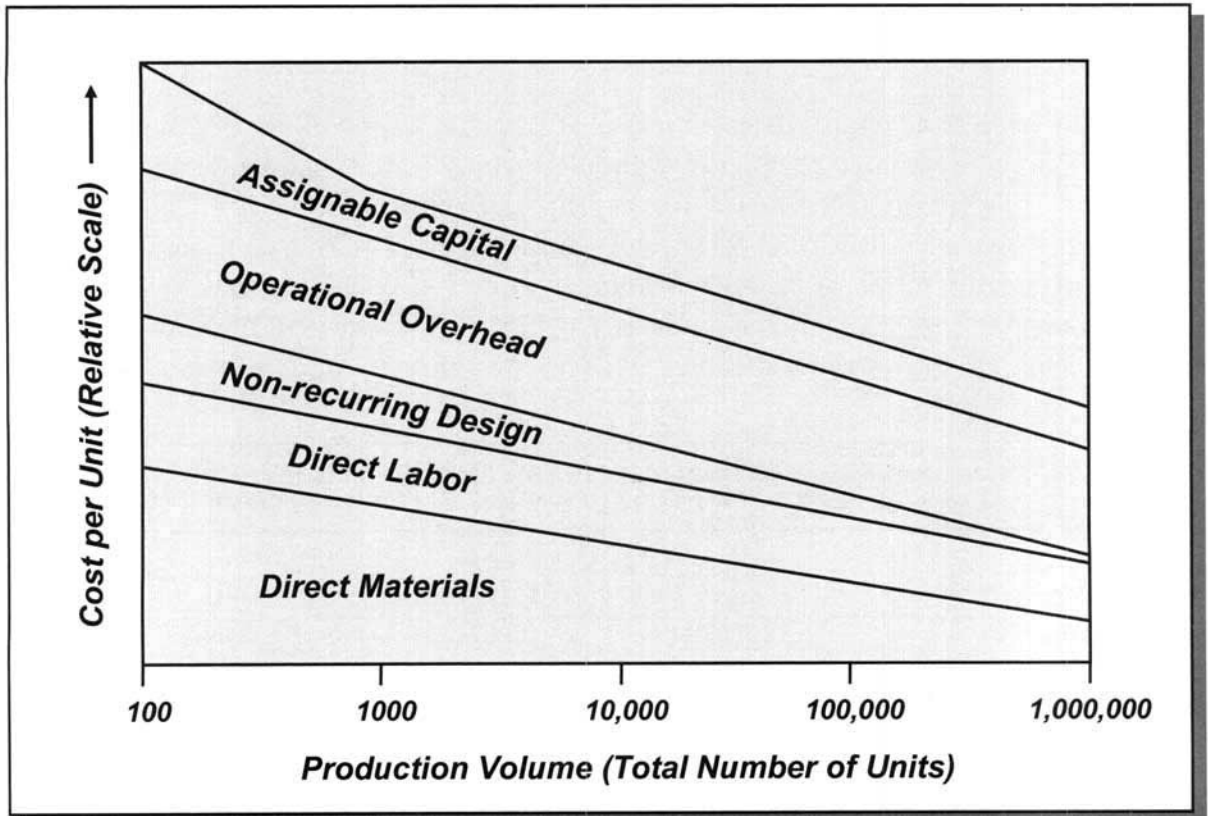 Cost per Unit (Relative Scale)
Assignable Capital
Operational Overhead
Non-recurring Design
Direct Labor
Direct Materials
100 1000 10,000 100,000 1,000,000
Production Volume (Total Number of Units)